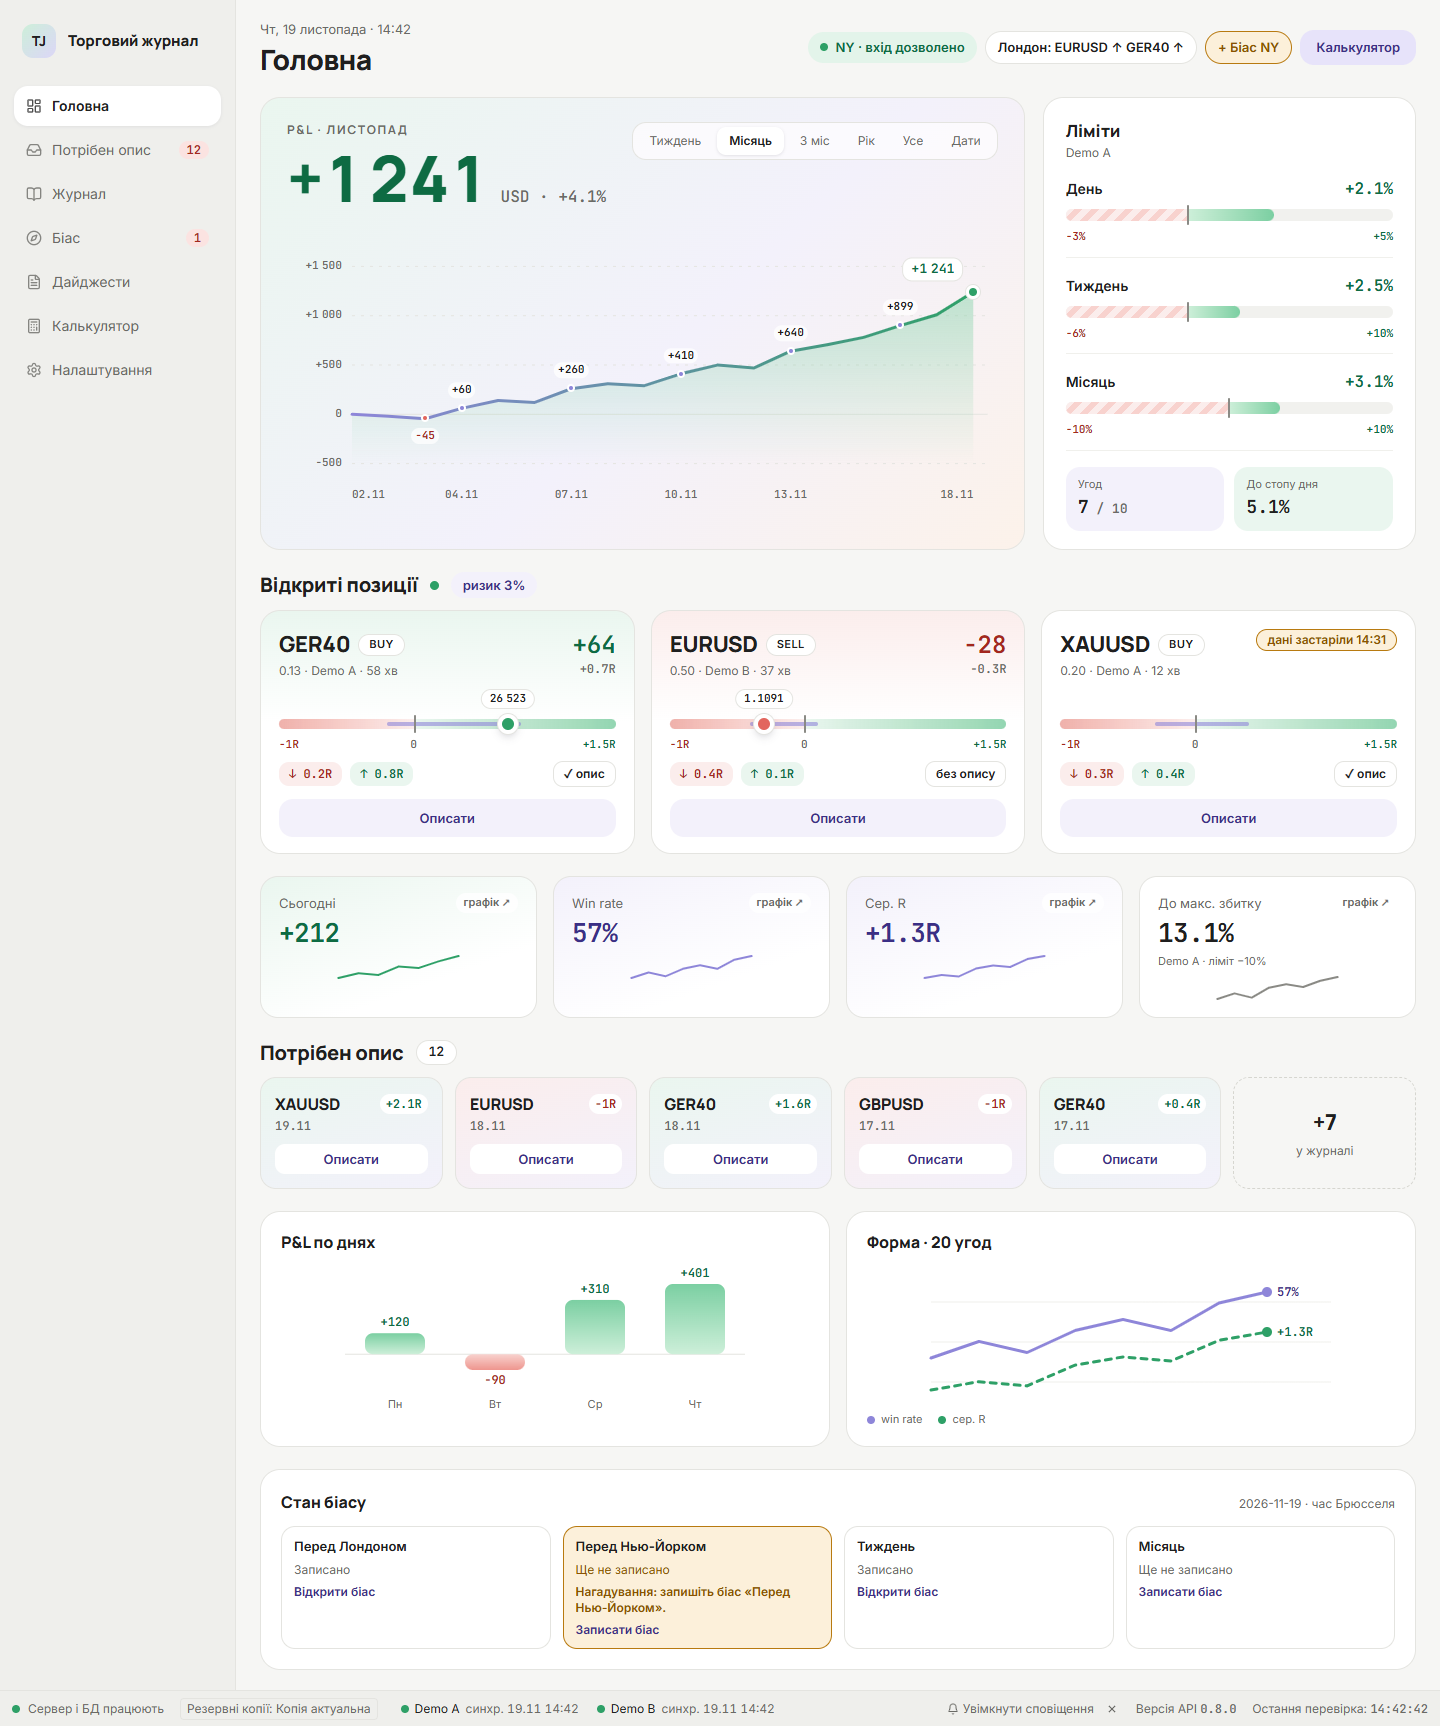 TJ Торговий журнал
Головна
Потрібен опис 12
Журнал
Біас 1
Дайджести
Калькулятор
Налаштування
Чт, 19 листопада · 14:42
Головна
NY · вхід дозволено
Лондон: EURUSD ↑ GER40 ↑
+ Біас NY
Калькулятор
P&L · ЛИСТОПАД
+1 241 USD · +4.1%
Тиждень Місяць 3 міс Рік Усе Дати
+1 500
+1 000
+500
0
-500
-45
+60
+260
+410
+640
+899
+1 241
02.11 04.11 07.11 10.11 13.11 18.11
Ліміти
Demo A
День +2.1%
-3% +5%
Тиждень +2.5%
-6% +10%
Місяць +3.1%
-10% +10%
Угод
7 / 10
До стопу дня
5.1%
Відкриті позиції ризик 3%
GER40 BUY +64
0.13 · Demo A · 58 хв +0.7R
26 523
-1R 0 +1.5R
↓ 0.2R ↑ 0.8R ✓ опис
Описати
EURUSD SELL -28
0.50 · Demo B · 37 хв -0.3R
1.1091
-1R 0 +1.5R
↓ 0.4R ↑ 0.1R без опису
Описати
XAUUSD BUY дані застаріли 14:31
0.20 · Demo A · 12 хв
-1R 0 +1.5R
↓ 0.3R ↑ 0.4R ✓ опис
Описати
Сьогодні графік ↗
+212
Win rate графік ↗
57%
Сер. R графік ↗
+1.3R
До макс. збитку графік ↗
13.1%
Demo A · ліміт −10%
Потрібен опис 12
XAUUSD +2.1R
19.11
Описати
EURUSD -1R
18.11
Описати
GER40 +1.6R
18.11
Описати
GBPUSD -1R
17.11
Описати
GER40 +0.4R
17.11
Описати
+7
у журналі
P&L по днях
+120
-90
+310
+401
Пн Вт Ср Чт
Форма · 20 угод
57%
+1.3R
win rate сер. R
Стан біасу 2026-11-19 · час Брюсселя
Перед Лондоном
Записано
Відкрити біас
Перед Нью-Йорком
Ще не записано
Нагадування: запишіть біас «Перед
Нью-Йорком».
Записати біас
Тиждень
Записано
Відкрити біас
Місяць
Ще не записано
Записати біас
Сервер і БД працюють Резервні копії: Копія актуальна Demo A синхр. 19.11 14:42 Demo B синхр. 19.11 14:42 Увімкнути сповіщення × Версія API 0.8.0 Остання перевірка: 14:42:42